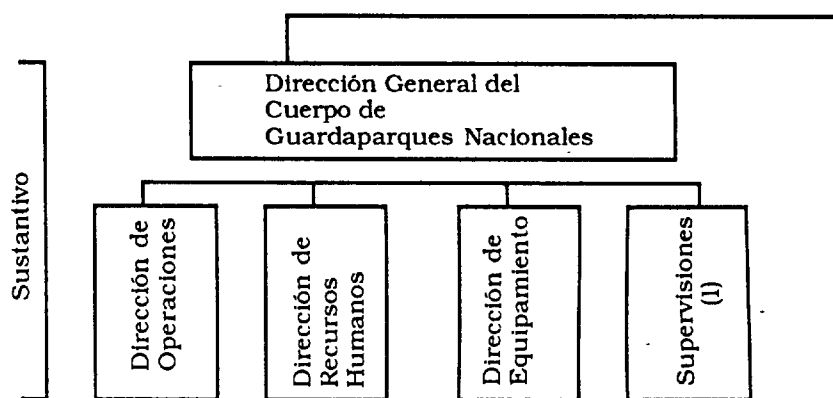 Dirección General del
Cuerpo de
Guardaparques Nacionales
Sustantivo
Dirección de
Operaciones
Dirección de
Recursos
Humanos
Dirección de
Equipamiento
Supervisiones
(1)